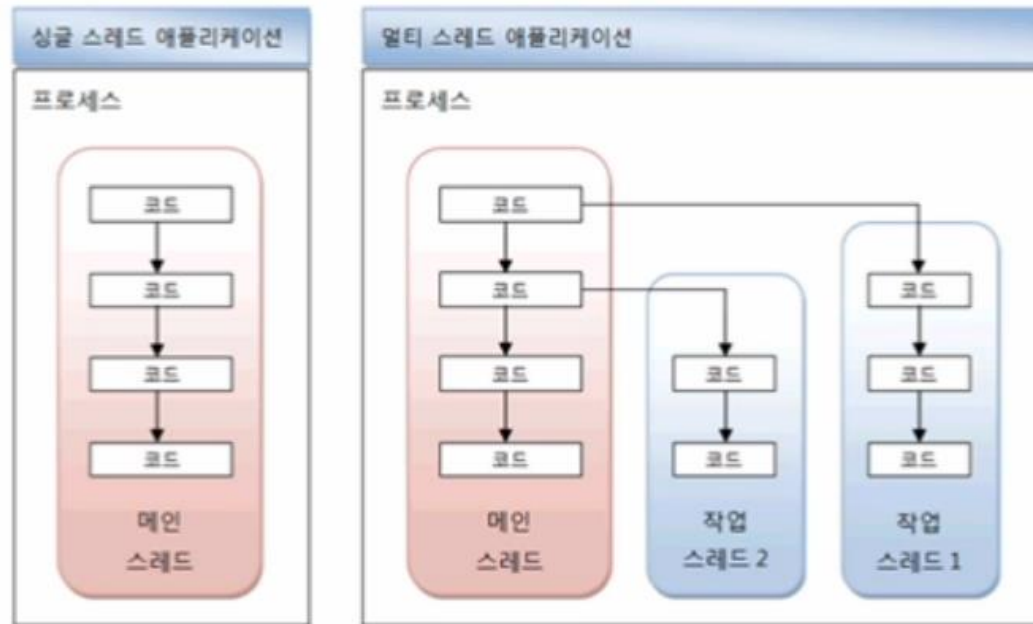 싱글 스레드 애플리케이션
프로세스
코드
코드
코드
코드
메인
스레드
멀티 스레드 애플리케이션
프로세스
코드
코드
코드
코드
메인
스레드
코드
코드
작업
스레드 2
코드
코드
코드
작업
스레드 1